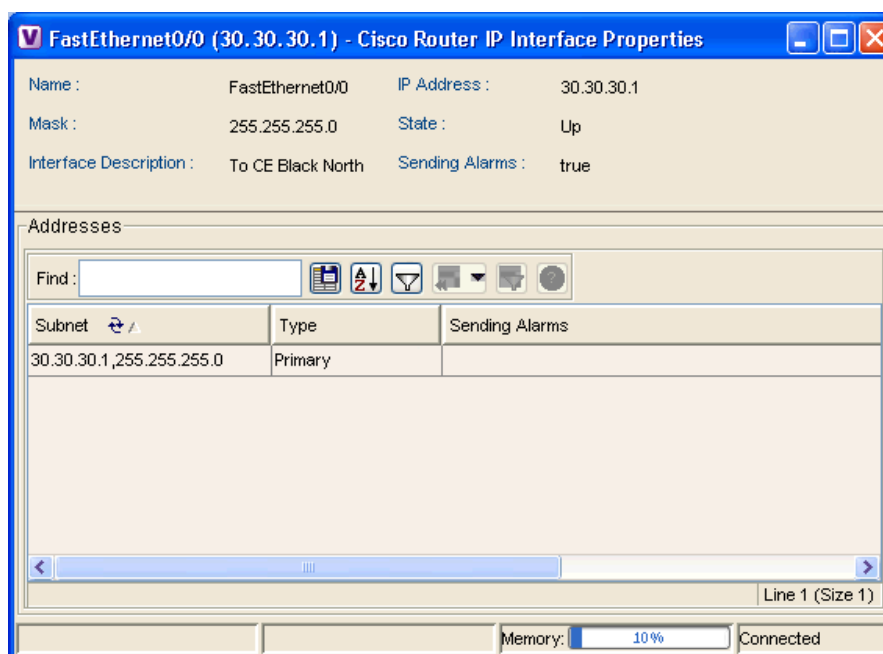 FastEthernet0/0 (30.30.30.1) - Cisco Router IP Interface Properties
Name : FastEthernet0/0 IP Address : 30.30.30.1
Mask : 255.255.255.0 State : Up
Interface Description : To CE Black North Sending Alarms : true
Addresses
Find :
Subnet Type Sending Alarms
30.30.30.1,255.255.255.0 Primary
Line 1 (Size 1)
Memory: 10% Connected